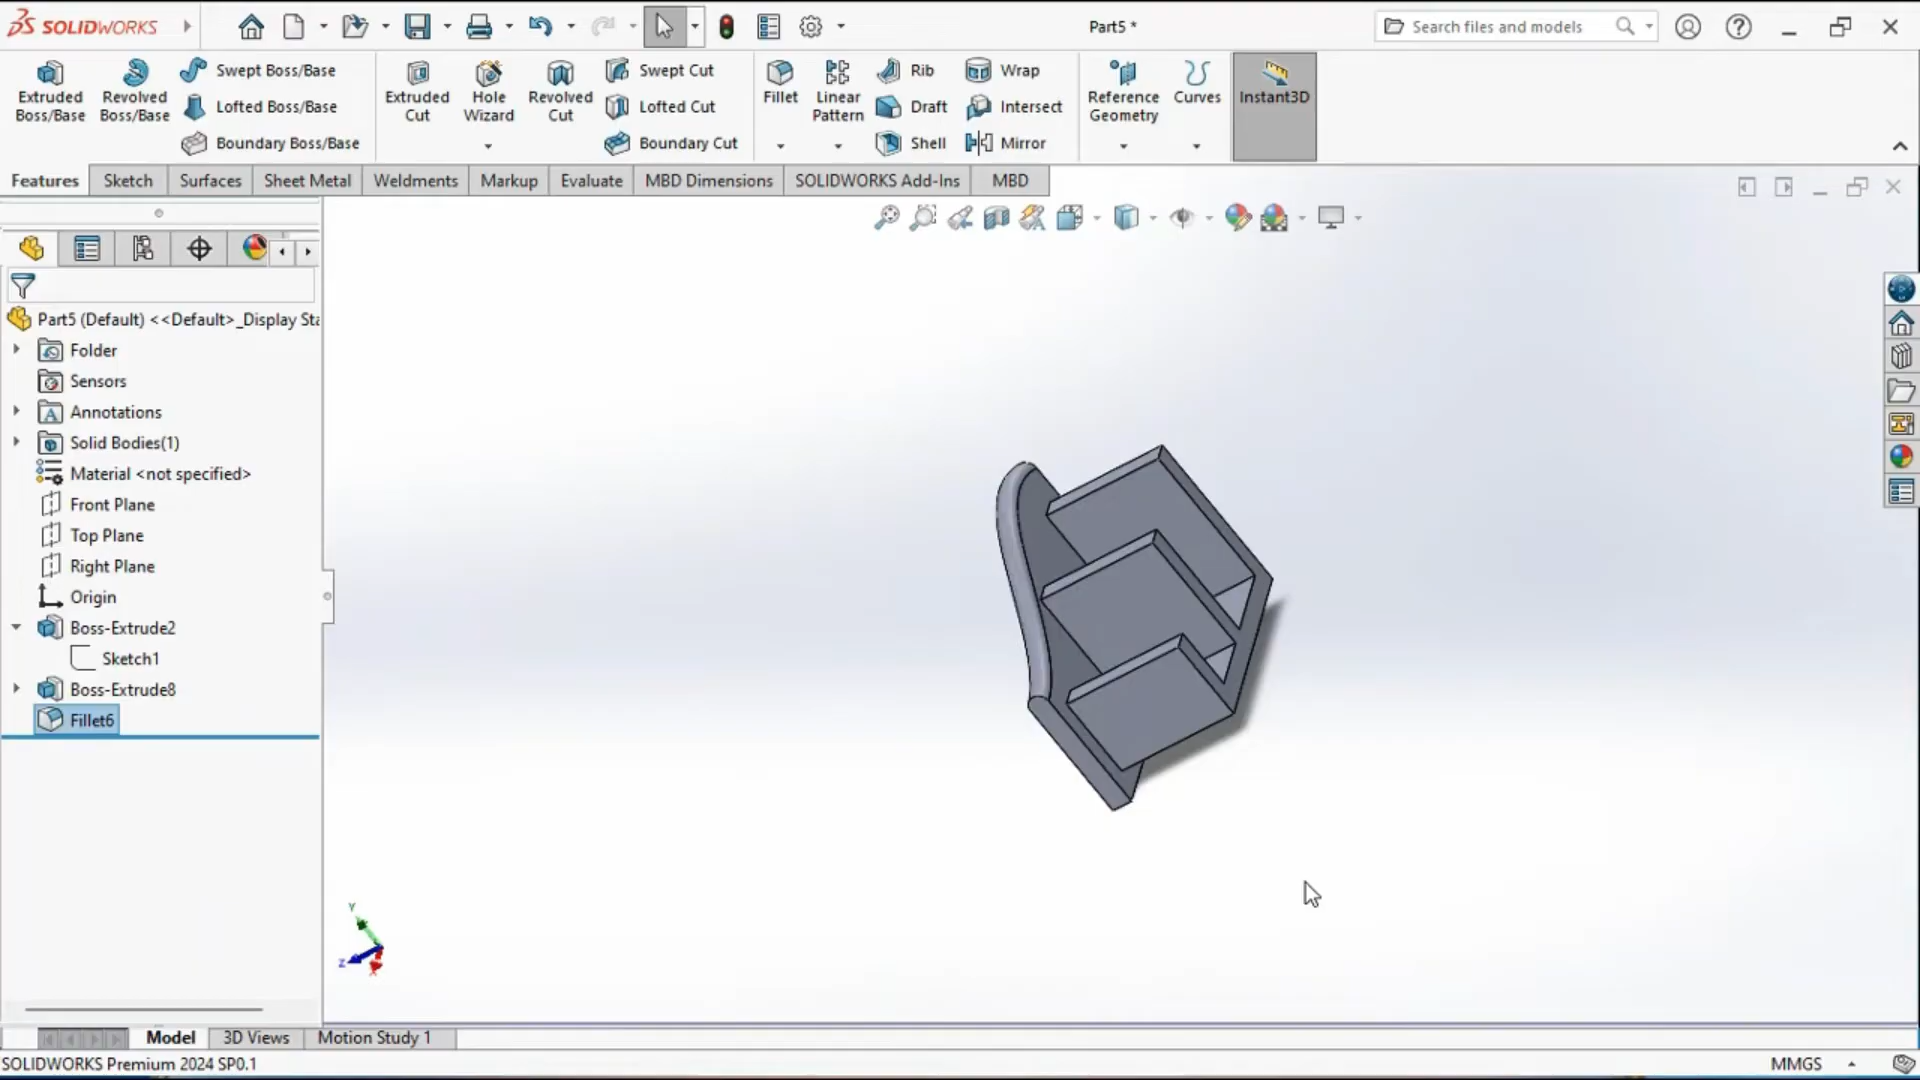 SOLIDWORKS
Part5 *
Search files and models
Extruded Boss/Base
Revolved Boss/Base
Swept Boss/Base
Lofted Boss/Base
Boundary Boss/Base
Extruded Cut
Hole Wizard
Revolved Cut
Swept Cut
Lofted Cut
Boundary Cut
Fillet
Linear Pattern
Rib
Draft
Shell
Wrap
Intersect
Mirror
Reference Geometry
Curves
Instant3D
Features
Sketch
Surfaces
Sheet Metal
Weldments
Markup
Evaluate
MBD Dimensions
SOLIDWORKS Add-Ins
MBD
Part5 (Default) <<Default>_Display Sta
Folder
Sensors
Annotations
Solid Bodies(1)
Material <not specified>
Front Plane
Top Plane
Right Plane
Origin
Boss-Extrude2
Sketch1
Boss-Extrude8
Fillet6
Y
Z
X
Model
3D Views
Motion Study 1
SOLIDWORKS Premium 2024 SP0.1
MMGS